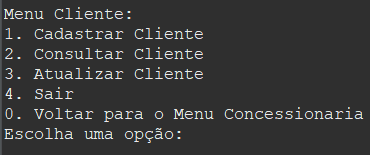 Menu Cliente:
1. Cadastrar Cliente
2. Consultar Cliente
3. Atualizar Cliente
4. Sair
0. Voltar para o Menu Concessionaria
Escolha uma opção: